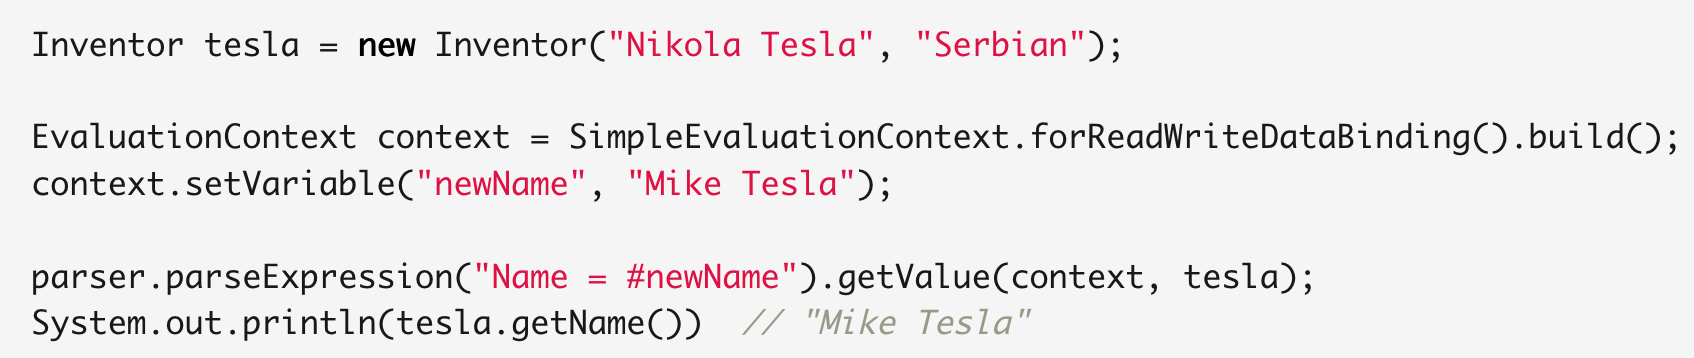 Inventor tesla = new Inventor("Nikola Tesla", "Serbian");
EvaluationContext context = SimpleEvaluationContext.forReadWriteDataBinding().build();
context.setVariable("newName", "Mike Tesla");
parser.parseExpression("Name = #newName").getValue(context, tesla);
System.out.println(tesla.getName())  // "Mike Tesla"